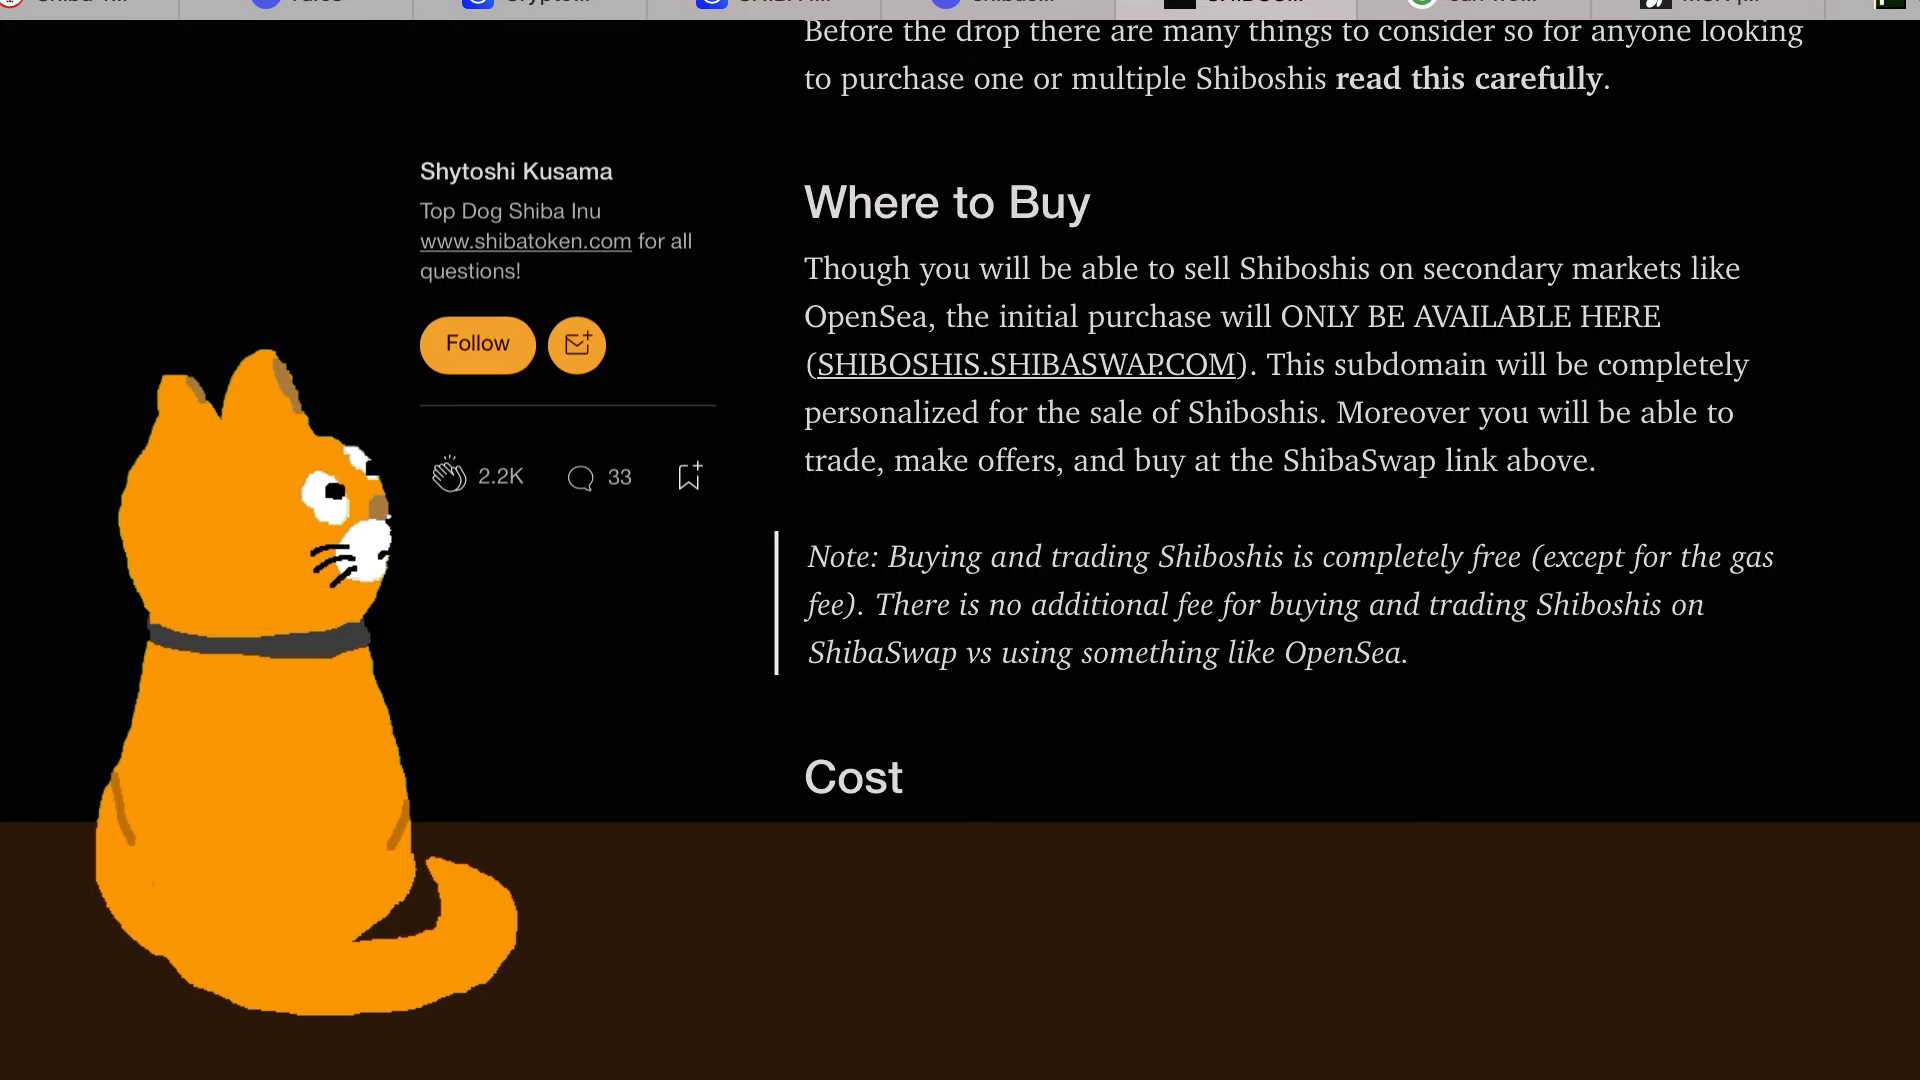 Before the drop there are many things to consider so for anyone looking
to purchase one or multiple Shiboshis read this carefully.
Shytoshi Kusama
Top Dog Shiba Inu
www.shibatoken.com for all
questions!
Follow
2.2K
33
Where to Buy
Though you will be able to sell Shiboshis on secondary markets like
OpenSea, the initial purchase will ONLY BE AVAILABLE HERE
(SHIBOSHIS.SHIBASWAP.COM). This subdomain will be completely
personalized for the sale of Shiboshis. Moreover you will be able to
trade, make offers, and buy at the ShibaSwap link above.
Note: Buying and trading Shiboshis is completely free (except for the gas
fee). There is no additional fee for buying and trading Shiboshis on
ShibaSwap vs using something like OpenSea.
Cost